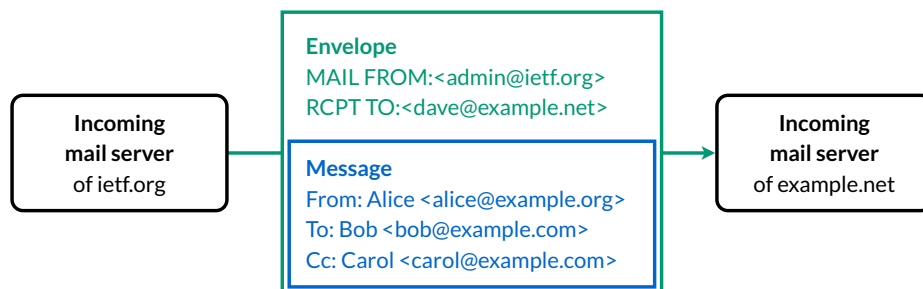 Incoming
mail server
of ietf.org
Envelope
MAIL FROM:<admin@ietf.org>
RCPT TO:<dave@example.net>
Message
From: Alice <alice@example.org>
To: Bob <bob@example.com>
Cc: Carol <carol@example.com>
Incoming
mail server
of example.net